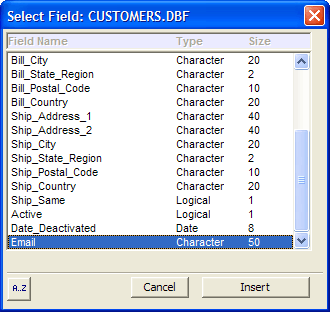 Select Field: CUSTOMERS.DBF
Field Name Type Size
Bill_City Character 20
Bill_State_Region Character 2
Bill_Postal_Code Character 10
Bill_Country Character 20
Ship_Address_1 Character 40
Ship_Address_2 Character 40
Ship_City Character 20
Ship_State_Region Character 2
Ship_Postal_Code Character 10
Ship_Country Character 20
Ship_Same Logical 1
Active Logical 1
Date_Deactivated Date 8
Email Character 50
A..Z Cancel Insert